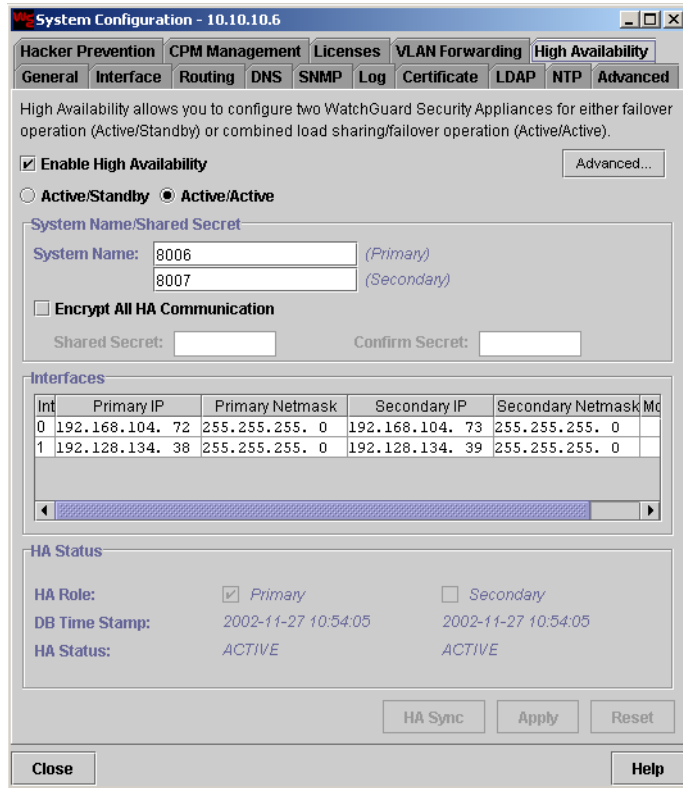 WG System Configuration - 10.10.10.6
Hacker Prevention CPM Management Licenses VLAN Forwarding High Availability
General Interface Routing DNS SNMP Log Certificate LDAP NTP Advanced
High Availability allows you to configure two WatchGuard Security Appliances for either failover
operation (Active/Standby) or combined load sharing/failover operation (Active/Active).
Enable High Availability Advanced...
Active/Standby Active/Active
System Name/Shared Secret
System Name: 8006 (Primary)
8007 (Secondary)
Encrypt All HA Communication
Shared Secret: Confirm Secret:
Interfaces
Int Primary IP Primary Netmask Secondary IP Secondary Netmask Mo
0 192.168.104. 72 255.255.255. 0 192.168.104. 73 255.255.255. 0
1 192.128.134. 38 255.255.255. 0 192.128.134. 39 255.255.255. 0
HA Status
HA Role: Primary Secondary
DB Time Stamp: 2002-11-27 10:54:05 2002-11-27 10:54:05
HA Status: ACTIVE ACTIVE
HA Sync Apply Reset
Close Help